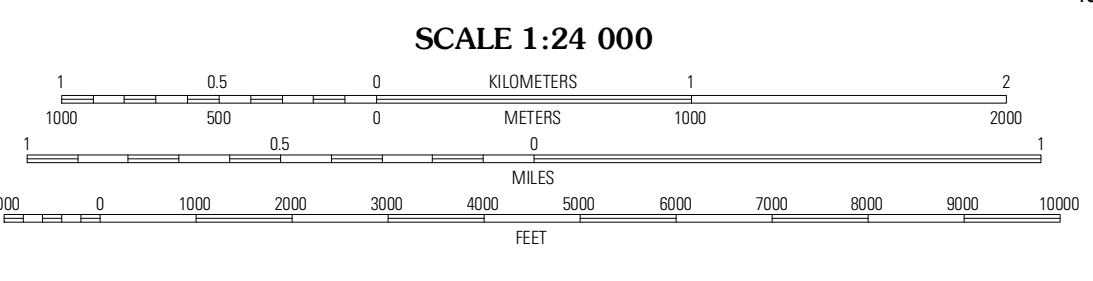 SCALE 1:24 000
1 0.5 0 KILOMETERS 1 2
1000 500 0 METERS 1000 2000
1 0.5 0 1
MILES
000 0 1000 2000 3000 4000 5000 6000 7000 8000 9000 10000
FEET